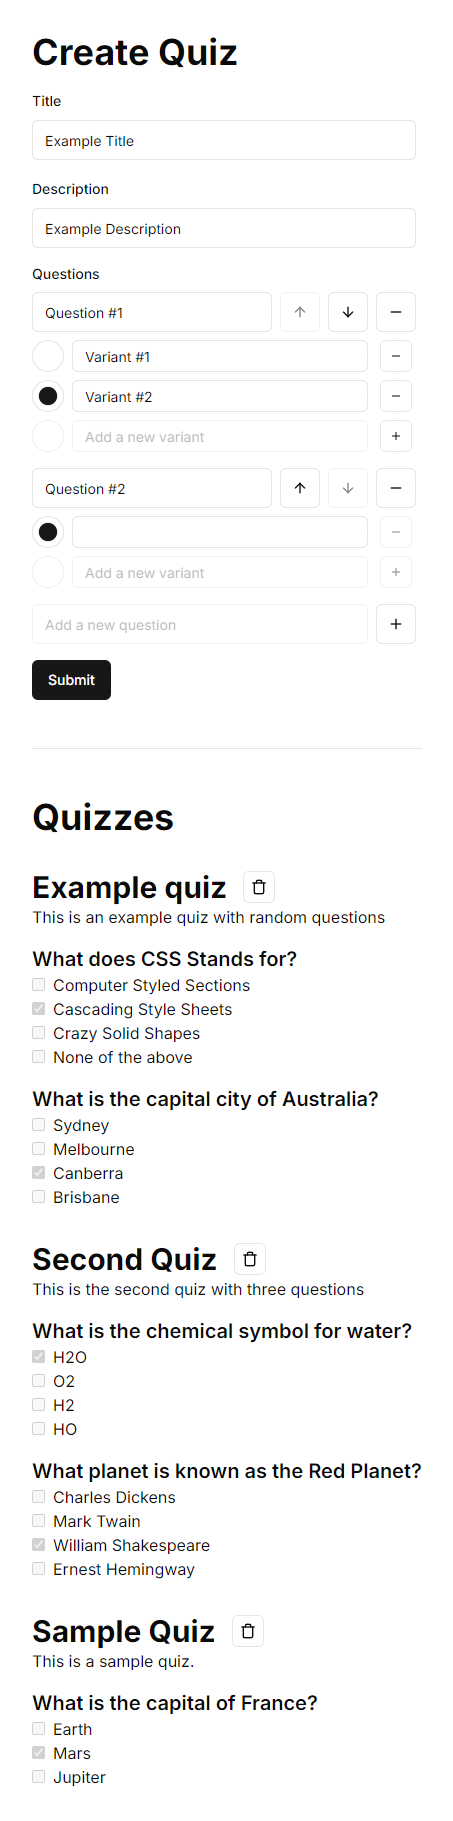 Create Quiz
Title
Example Title
Description
Example Description
Questions
Question #1
Variant #1
Variant #2
Add a new variant
Question #2
Add a new variant
Add a new question
Submit
Quizzes
Example quiz
This is an example quiz with random questions
What does CSS Stands for?
Computer Styled Sections
Cascading Style Sheets
Crazy Solid Shapes
None of the above
What is the capital city of Australia?
Sydney
Melbourne
Canberra
Brisbane
Second Quiz
This is the second quiz with three questions
What is the chemical symbol for water?
H2O
O2
H2
HO
What planet is known as the Red Planet?
Charles Dickens
Mark Twain
William Shakespeare
Ernest Hemingway
Sample Quiz
This is a sample quiz.
What is the capital of France?
Earth
Mars
Jupiter